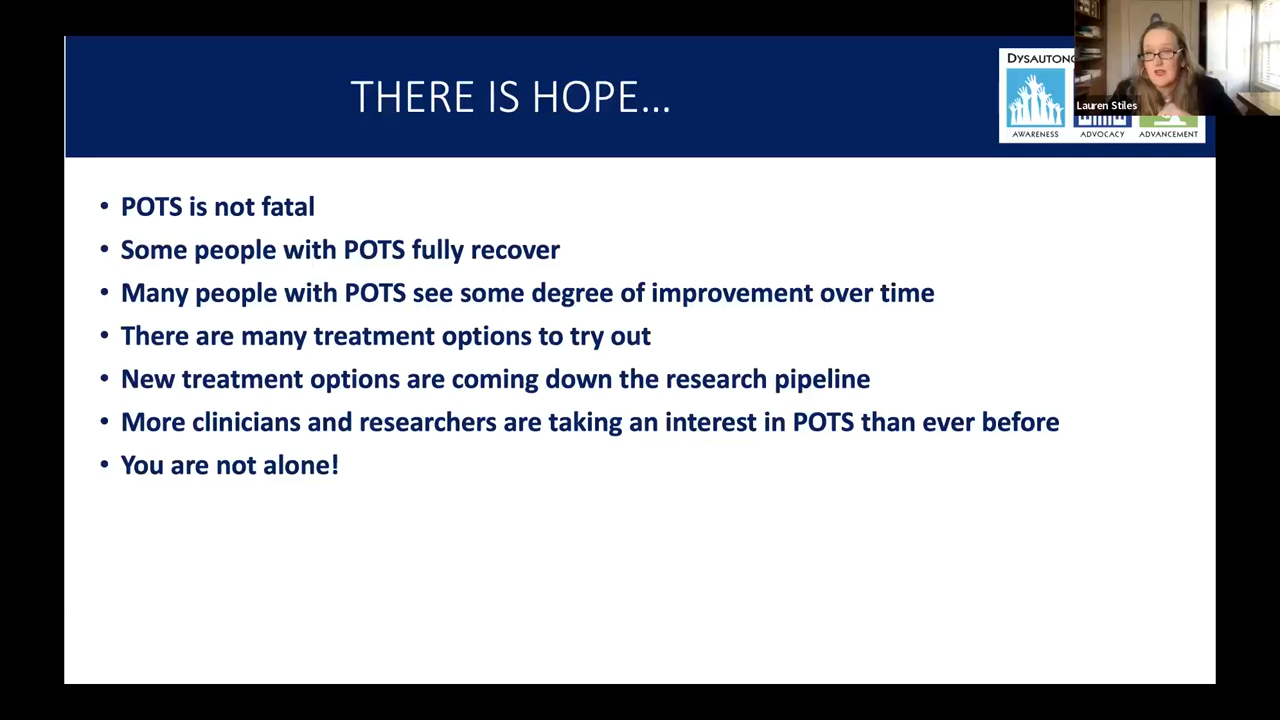 THERE IS HOPE...
DYSAUTONO
Lauren Stiles
AWARENESS
ADVOCACY
ADVANCEMENT
• POTS is not fatal
• Some people with POTS fully recover
• Many people with POTS see some degree of improvement over time
• There are many treatment options to try out
• New treatment options are coming down the research pipeline
• More clinicians and researchers are taking an interest in POTS than ever before
• You are not alone!